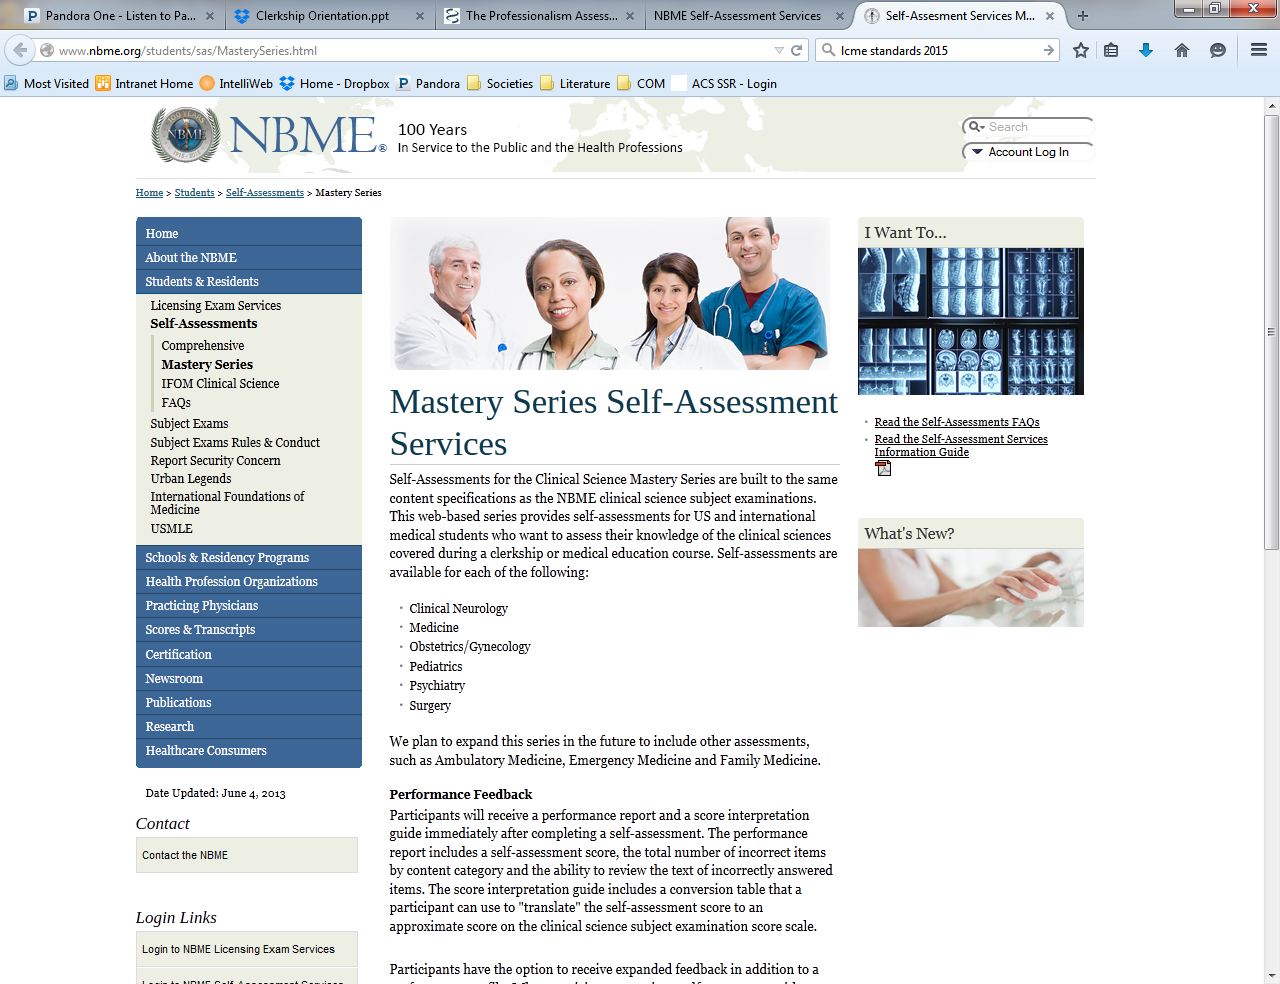 Pandora One - Listen to Pa...
Clerkship Orientation.ppt
The Professionalism Assess...
NBME Self-Assessment Services
Self-Assesment Services M...
www.nbme.org/students/sas/MasterySeries.html
lcme standards 2015
Most Visited
Intranet Home
IntelliWeb
Home - Dropbox
Pandora
Societies
Literature
COM
ACS SSR - Login
NBME®
100 Years
In Service to the Public and the Health Professions
Search
Account Log In
Home > Students > Self-Assessments > Mastery Series
Home
About the NBME
Students & Residents
Licensing Exam Services
Self-Assessments
Comprehensive
Mastery Series
IFOM Clinical Science
FAQs
Subject Exams
Subject Exams Rules & Conduct
Report Security Concern
Urban Legends
International Foundations of
Medicine
USMLE
Schools & Residency Programs
Health Profession Organizations
Practicing Physicians
Scores & Transcripts
Certification
Newsroom
Publications
Research
Healthcare Consumers
Date Updated: June 4, 2013
Contact
Contact the NBME
Login Links
Login to NBME Licensing Exam Services
Login to NBME Self-Assessment Services
Mastery Series Self-Assessment
Services
Self-Assessments for the Clinical Science Mastery Series are built to the same
content specifications as the NBME clinical science subject examinations.
This web-based series provides self-assessments for US and international
medical students who want to assess their knowledge of the clinical sciences
covered during a clerkship or medical education course. Self-assessments are
available for each of the following:
Clinical Neurology
Medicine
Obstetrics/Gynecology
Pediatrics
Psychiatry
Surgery
We plan to expand this series in the future to include other assessments,
such as Ambulatory Medicine, Emergency Medicine and Family Medicine.
Performance Feedback
Participants will receive a performance report and a score interpretation
guide immediately after completing a self-assessment. The performance
report includes a self-assessment score, the total number of incorrect items
by content category and the ability to review the text of incorrectly answered
items. The score interpretation guide includes a conversion table that a
participant can use to "translate" the self-assessment score to an
approximate score on the clinical science subject examination score scale.
Participants have the option to receive expanded feedback in addition to a
I Want To...
Read the Self-Assessments FAQs
Read the Self-Assessment Services
Information Guide
What's New?